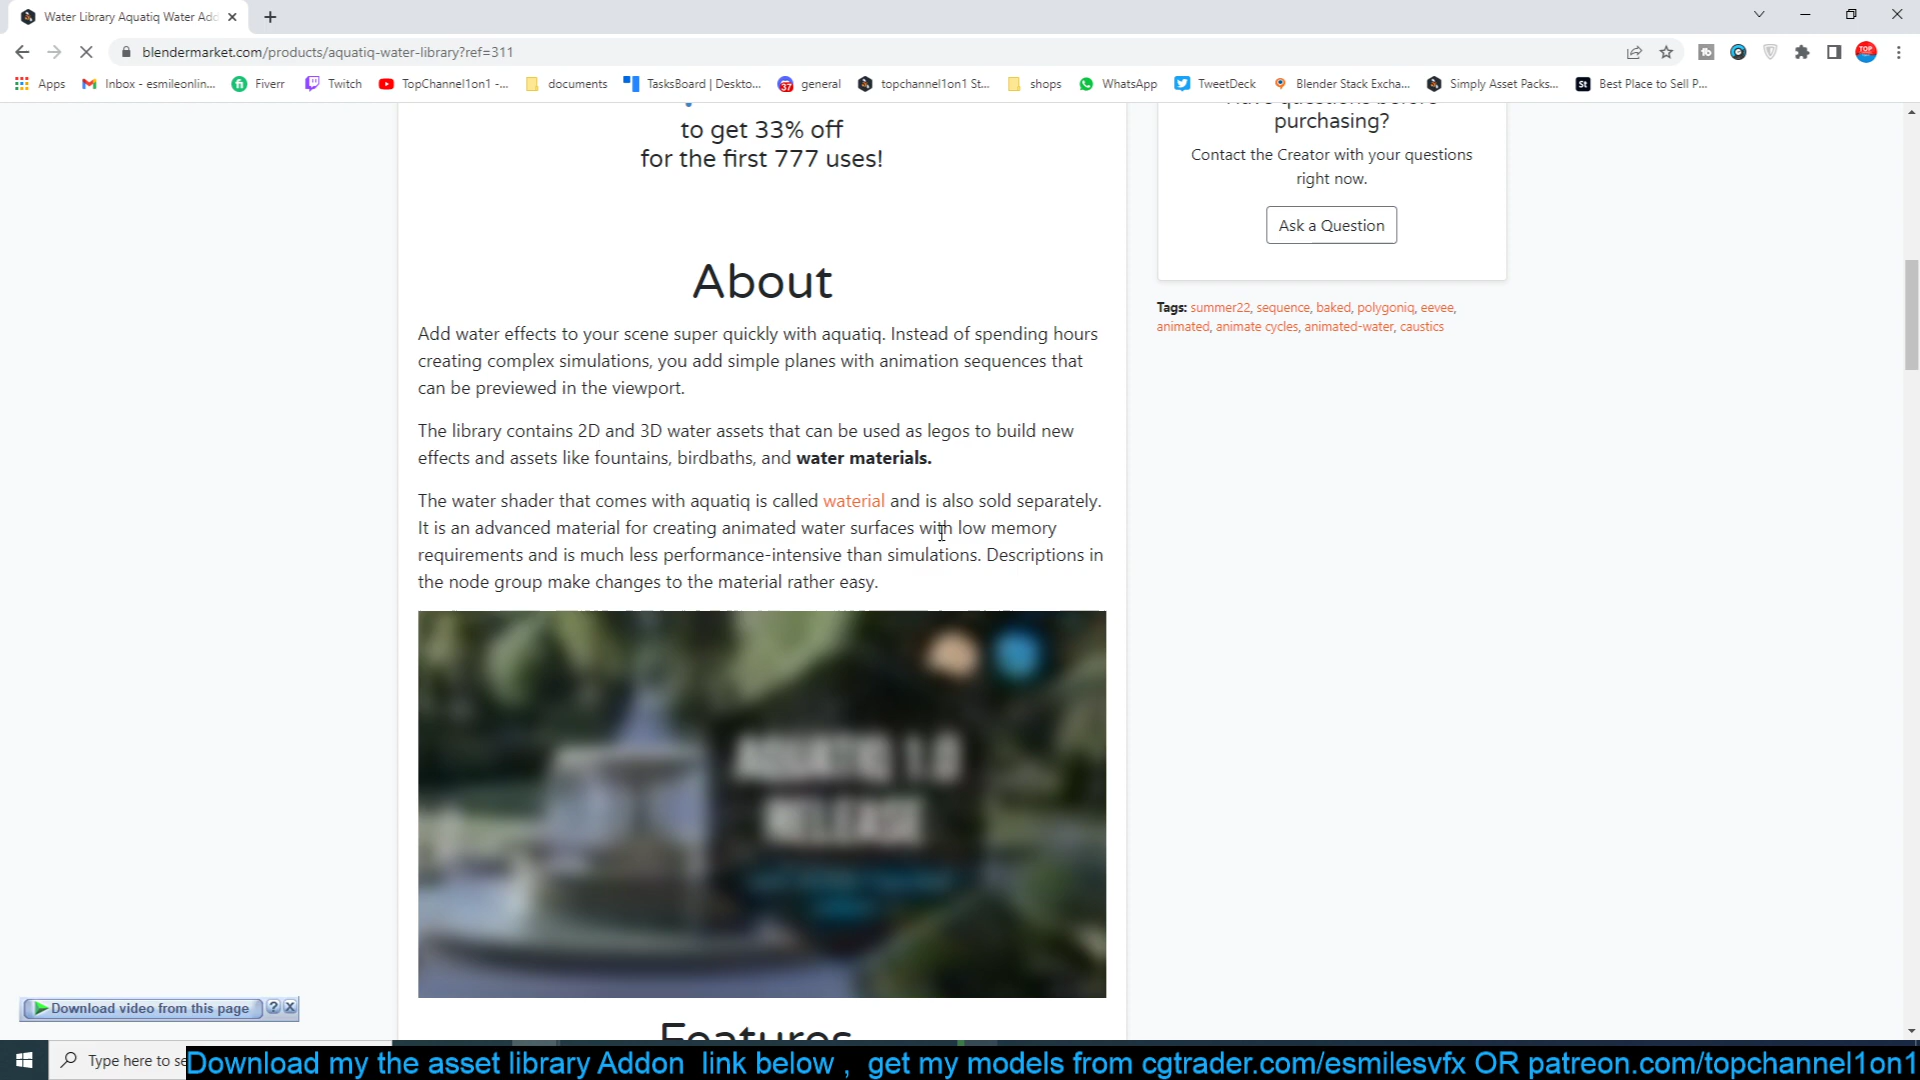 Water Library Aquatiq Water Add
blendermarket.com/products/aquatiq-water-library?ref=311
Apps
Inbox - esmileonlin...
Fiverr
Twitch
TopChannel1on1 -...
documents
TasksBoard | Deskto...
37
general
topchannel1on1 St...
shops
WhatsApp
TweetDeck
Blender Stack Excha...
Simply Asset Packs...
St
Best Place to Sell P...
to get 33% off
for the first 777 uses!
About
Add water effects to your scene super quickly with aquatiq. Instead of spending hours
creating complex simulations, you add simple planes with animation sequences that
can be previewed in the viewport.
The library contains 2D and 3D water assets that can be used as legos to build new
effects and assets like fountains, birdbaths, and water materials.
The water shader that comes with aquatiq is called waterial and is also sold separately.
It is an advanced material for creating animated water surfaces with low memory
requirements and is much less performance-intensive than simulations. Descriptions in
the node group make changes to the material rather easy.
AQUATIQ 1.0
RELEASE
Features
purchasing?
Contact the Creator with your questions
right now.
Ask a Question
Tags: summer22, sequence, baked, polygoniq, eevee,
animated, animate cycles, animated-water, caustics
Download video from this page
Type here to se
Download my the asset library Addon link below , get my models from cgtrader.com/esmilesvfx OR patreon.com/topchannel1on1